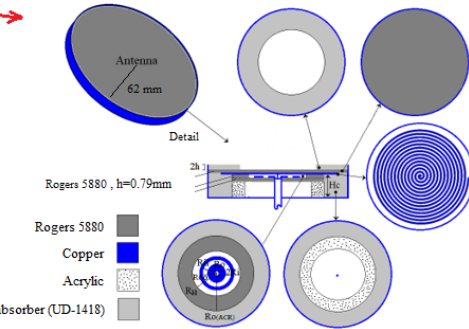 Antenna
62 mm
Detail
2h
Rogers 5880 , h=0.79mm
Hc
Rogers 5880
Copper
Acrylic
bsorber (UD-1418)
RH
RO(ACR)